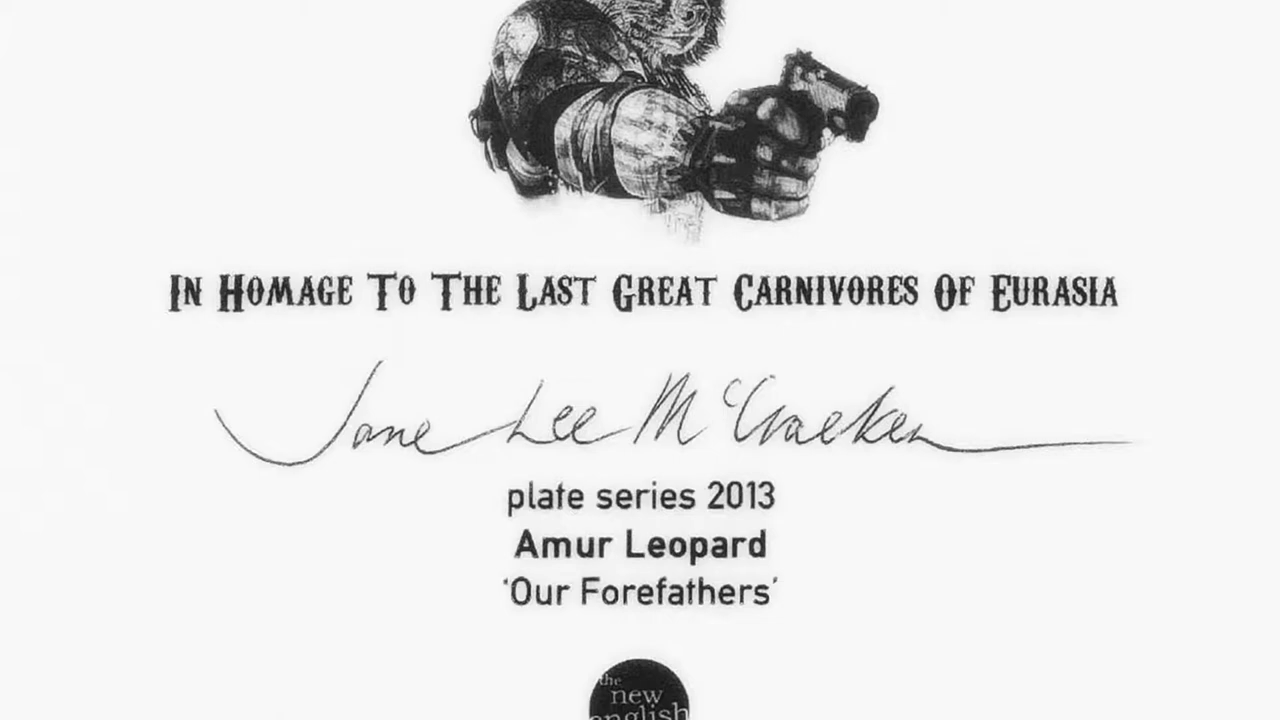 In Homage To The Last Great Carnivores Of Eurasia
Jane Lee McCracken
plate series 2013
Amur Leopard
'Our Forefathers'
the
new
english